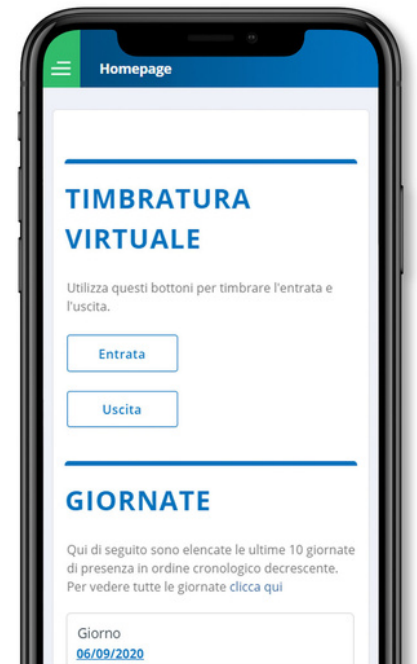 Homepage
TIMBRATURA
VIRTUALE
Utilizza questi bottoni per timbrare l'entrata e
l'uscita.
Entrata
Uscita
GIORNATE
Qui di seguito sono elencate le ultime 10 giornate
di presenza in ordine cronologico decrescente.
Per vedere tutte le giornate clicca qui
Giorno
06/09/2020